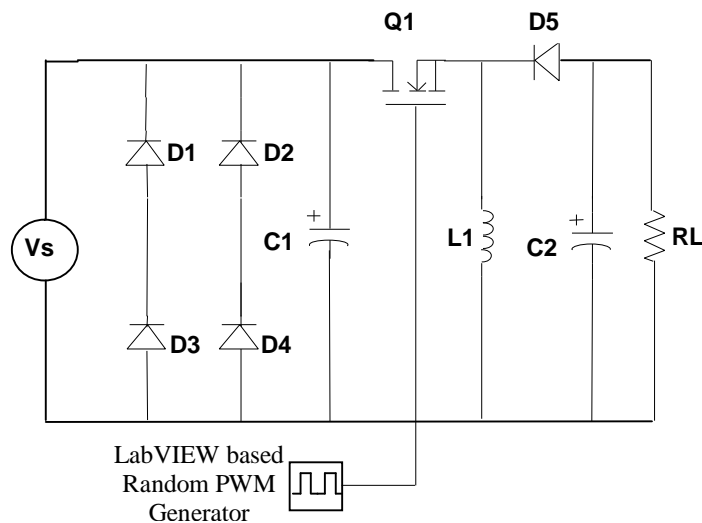 Q1
D5
D1
D2
Vs
+
C1
L1
+
C2
RL
D3
D4
LabVIEW based
Random PWM
Generator